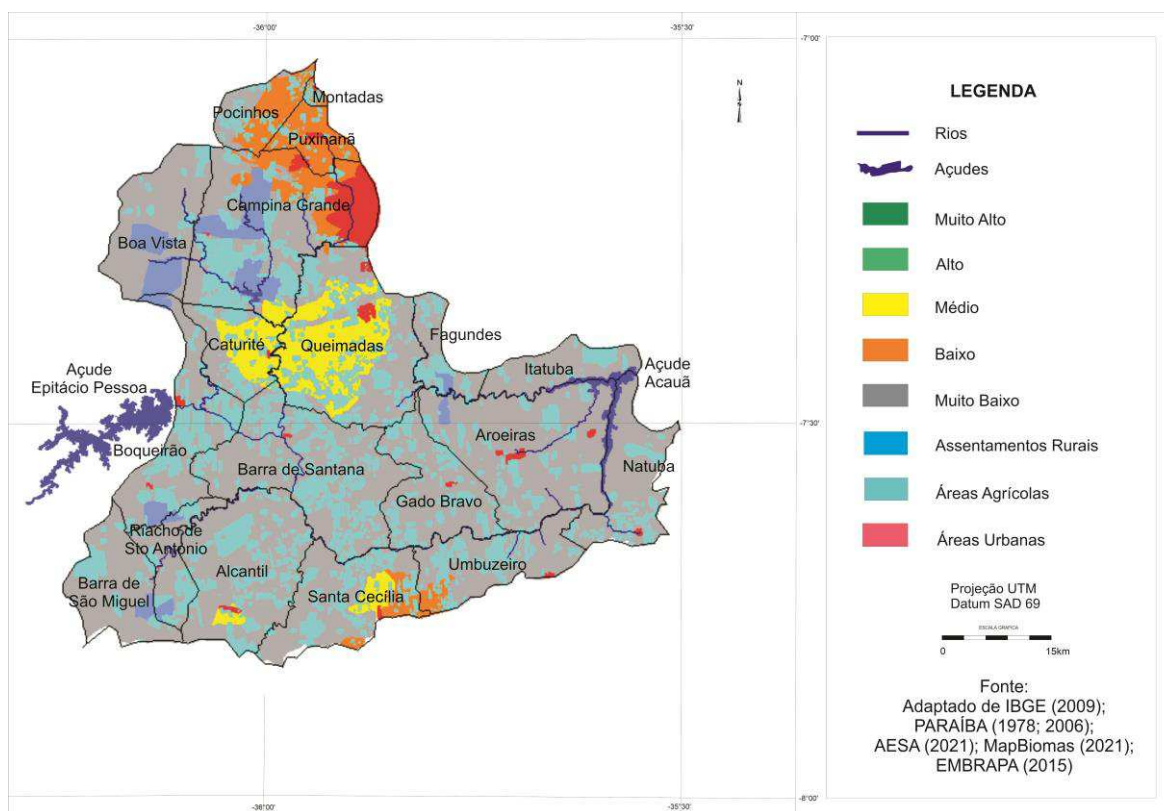 -36°00'
-35°30'
-7°00'
N
Montadas
Pocinhos
Puxinanã
Campina Grande
Boa Vista
Fagundes
Caturité
Queimadas
Itatuba
Açude
Acauã
Açude
Epitácio Pessoa
-7°30'
Aroeiras
Boqueirão
Natuba
Barra de Santana
Gado Bravo
Riacho de
Sto Antônio
Umbuzeiro
Alcantil
Barra de
São Miguel
Santa Cecília
-36°00'
-35°30'
-8°00'
LEGENDA
Rios
Açudes
Muito Alto
Alto
Médio
Baixo
Muito Baixo
Assentamentos Rurais
Áreas Agrícolas
Áreas Urbanas
Projeção UTM
Datum SAD 69
ESCALA GRÁFICA
0 15km
Fonte:
Adaptado de IBGE (2009);
PARAÍBA (1978; 2006);
AESA (2021); MapBiomas (2021);
EMBRAPA (2015)